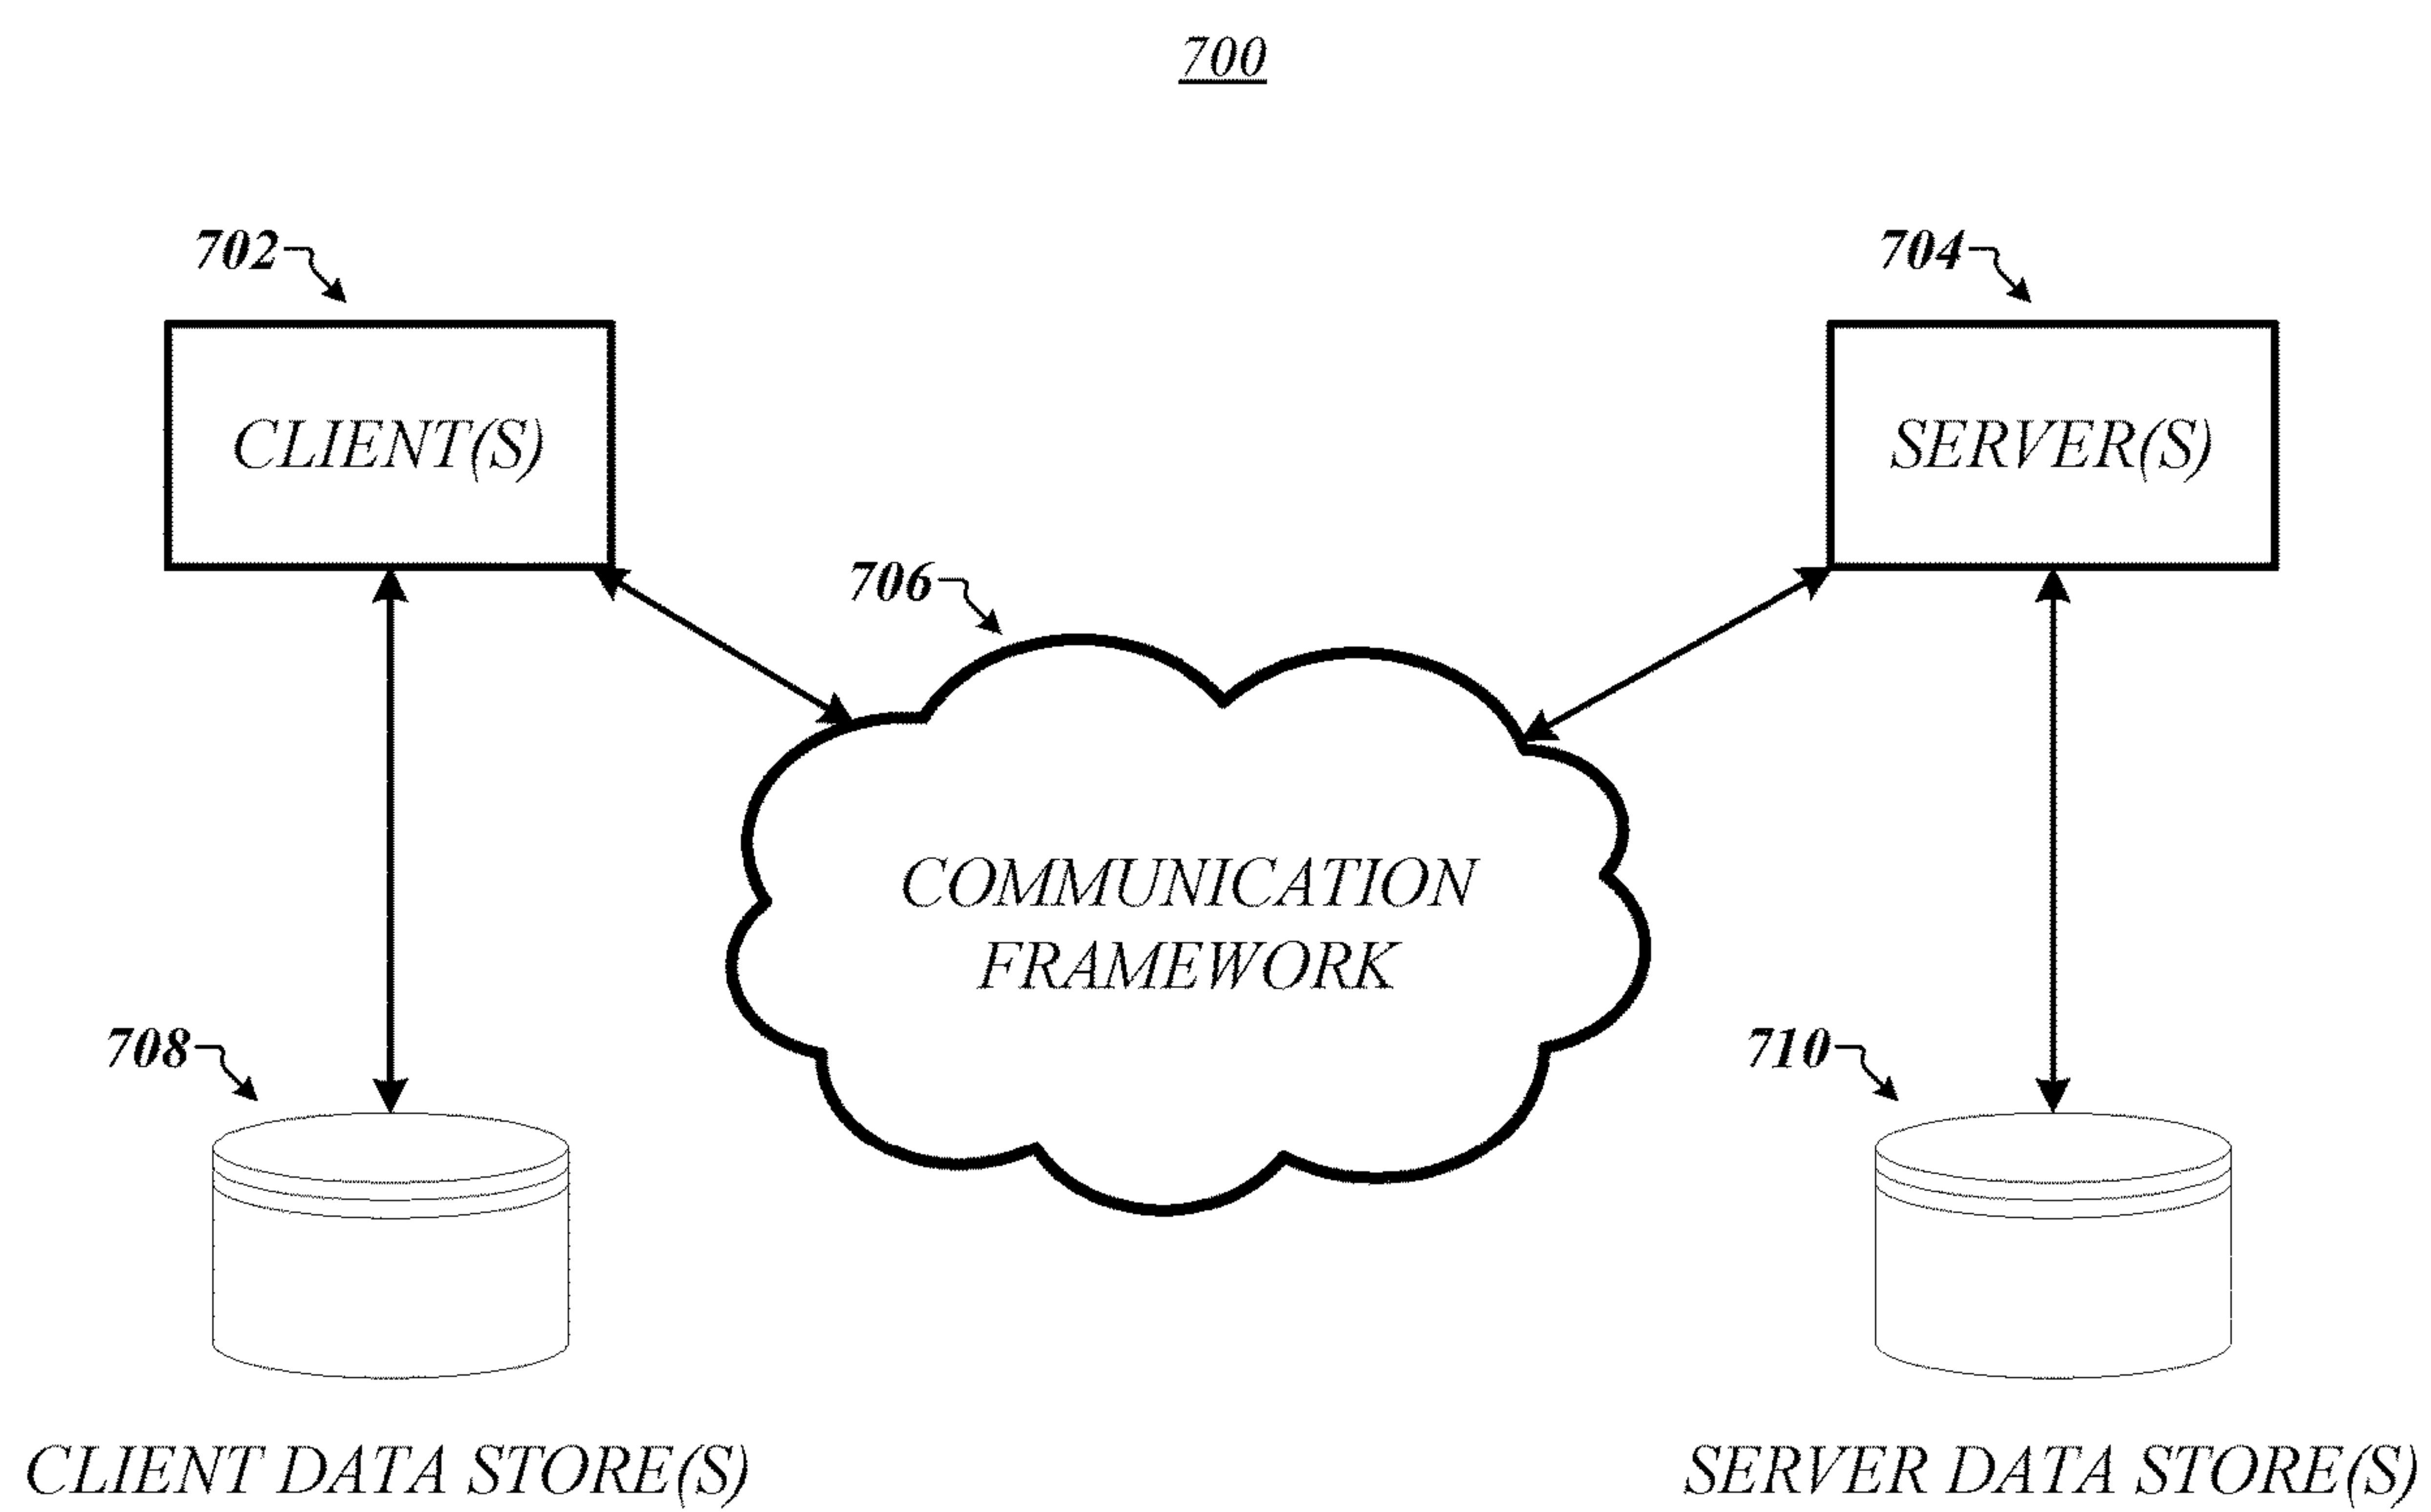 700
702
704
CLIENT(S)
SERVER(S)
706
COMMUNICATION
FRAMEWORK
708
710
CLIENT DATA STORE(S)
SERVER DATA STORE(S)